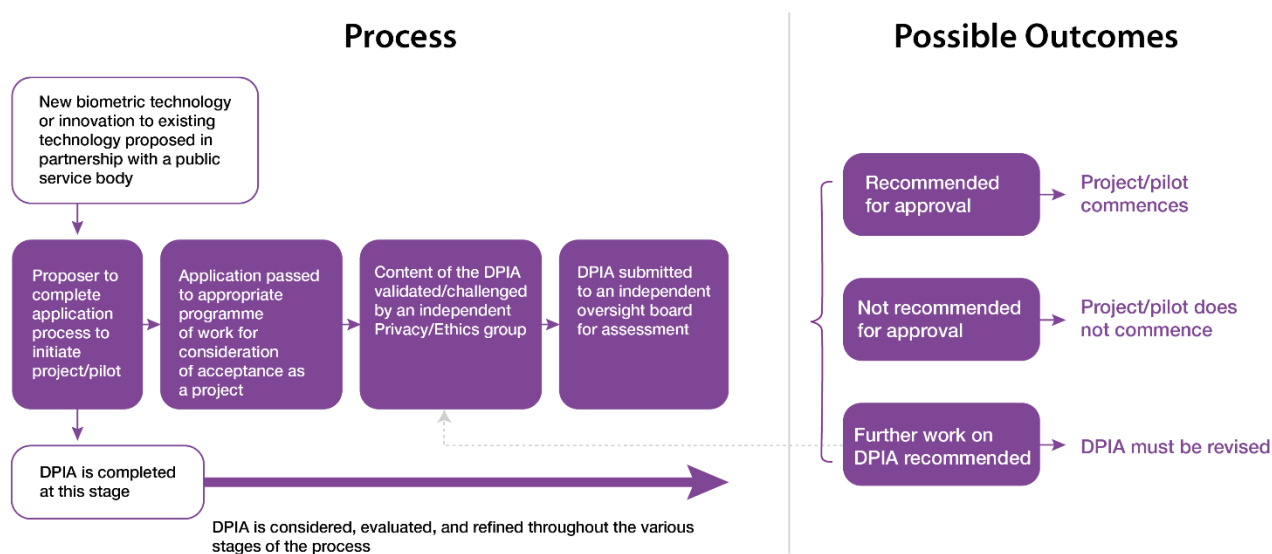 Process
New biometric technology
or innovation to existing
technology proposed in
partnership with a public
service body
Proposer to
complete
application
process to
initiate
project/pilot
Application passed
to appropriate
programme
of work for
consideration
of acceptance as
a project
Content of the DPIA
validated/challenged
by an independent
Privacy/Ethics group
DPIA submitted
to an independent
oversight board
for assessment
DPIA is completed
at this stage
DPIA is considered, evaluated, and refined throughout the various
stages of the process
Possible Outcomes
Recommended
for approval
Project/pilot
commences
Not recommended
for approval
Project/pilot does
not commence
Further work on
DPIA recommended
DPIA must be revised